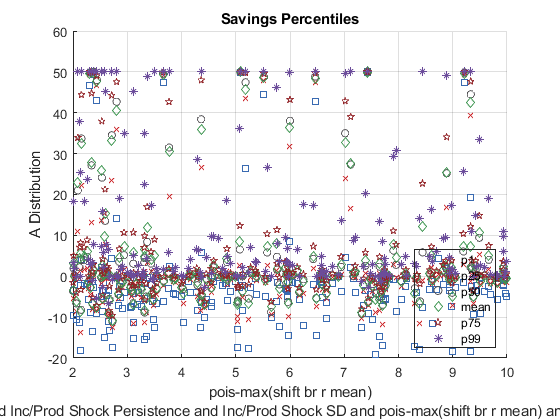 Savings Percentiles
60
50
40
30
20
10
0
-10
-20
A Distribution
2
3
4
5
6
7
8
9
10
p1
mean
p75
p99
pois-max(shift br r mean)
d Inc/Prod Shock Persistence and Inc/Prod Shock SD and pois-max(shift br r mean) an